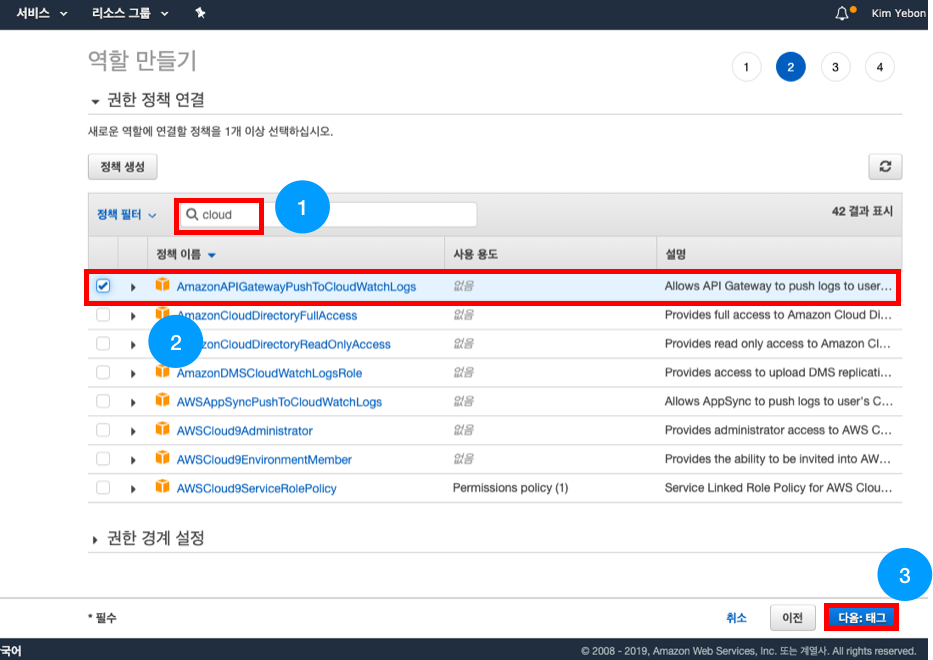 서비스 리소스 그룹 Kim Yebon
역할 만들기 1 2 3 4
권한 정책 연결
새로운 역할에 연결할 정책을 1개 이상 선택하십시오.
정책 생성
정책 필터 cloud 1 42 결과 표시
정책 이름 사용 용도 설명
AmazonAPIGatewayPushToCloudWatchLogs 없음 Allows API Gateway to push logs to user...
AmazonCloudDirectoryFullAccess 없음 Provides full access to Amazon Cloud Di...
2 zonCloudDirectoryReadOnlyAccess 없음 Provides read only access to Amazon Cl...
AmazonDMSCloudWatchLogsRole 없음 Provides access to upload DMS replicati...
AWSAppSyncPushToCloudWatchLogs 없음 Allows AppSync to push logs to user's C...
AWSCloud9Administrator 없음 Provides administrator access to AWS C...
AWSCloud9EnvironmentMember 없음 Provides the ability to be invited into AW...
AWSCloud9ServiceRolePolicy Permissions policy (1) Service Linked Role Policy for AWS Clou...
권한 경계 설정
3
* 필수 취소 이전 다음: 태그
국어 © 2008 - 2019, Amazon Web Services, Inc. 또는 계열사. All rights reserved.